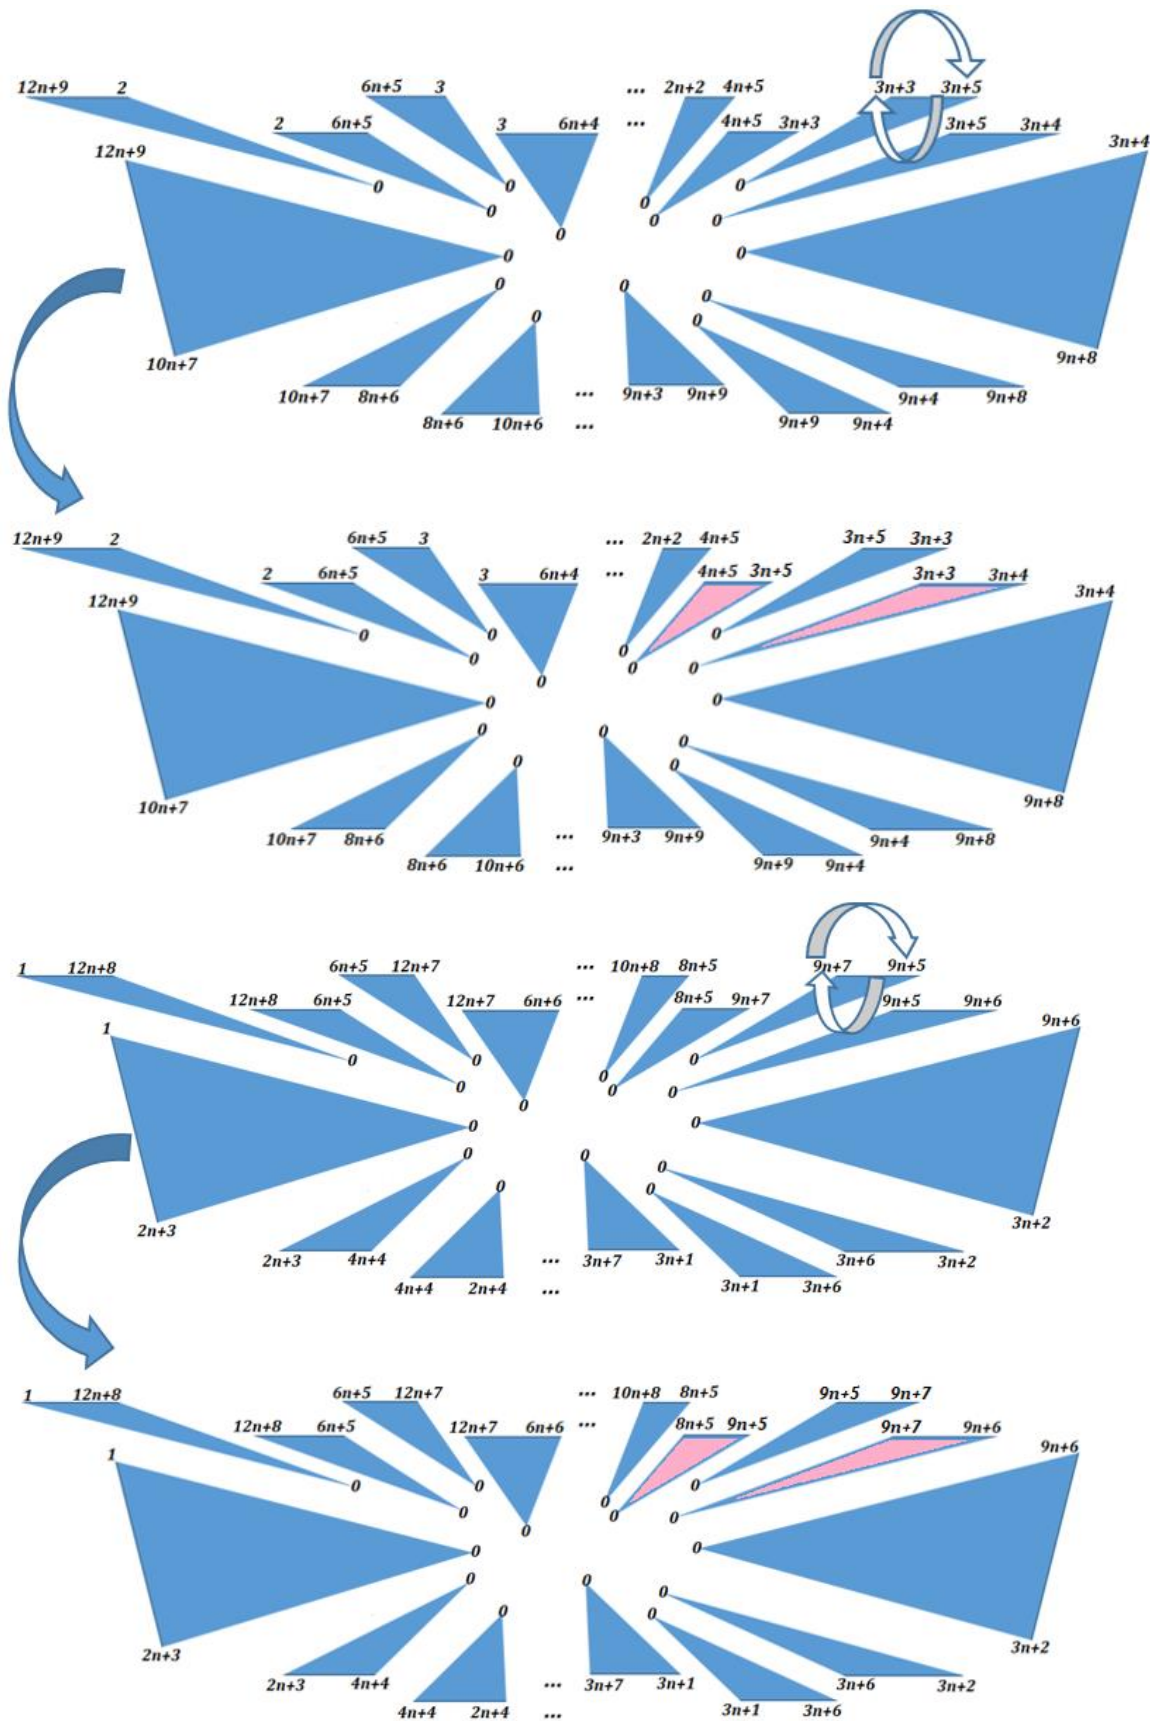 12n+9 2 6n+5 3 ... 2n+2 4n+5 3n+3 3n+5
2 6n+5 3 6n+4 ... 4n+5 3n+3 3n+5 3n+4
12n+9 3n+4
0 0 0
0 0 0 0
0
0 0
0 0 0
0 0
10n+7 9n+8
10n+7 8n+6 ... 9n+3 9n+9 9n+4 9n+8
8n+6 10n+6 ... 9n+9 9n+4
12n+9 2 6n+5 3 ... 2n+2 4n+5 3n+5 3n+3
2 6n+5 3 6n+4 ... 4n+5 3n+5 3n+3 3n+4
12n+9 3n+4
0 0 0
0 0 0 0
0
0 0
0 0 0
0 0
10n+7 9n+8
10n+7 8n+6 ... 9n+3 9n+9 9n+4 9n+8
8n+6 10n+6 ... 9n+9 9n+4
1 12n+8 6n+5 12n+7 ... 10n+8 8n+5 9n+7 9n+5
12n+8 6n+5 12n+7 6n+6 ... 8n+5 9n+7 9n+5 9n+6
1 9n+6
0 0 0
0 0 0 0
0
0 0
0 0 0
0 0
2n+3 3n+2
2n+3 4n+4 ... 3n+7 3n+1 3n+6 3n+2
4n+4 2n+4 ... 3n+1 3n+6
1 12n+8 6n+5 12n+7 ... 10n+8 8n+5 9n+5 9n+7
12n+8 6n+5 12n+7 6n+6 ... 8n+5 9n+5 9n+7 9n+6
1 9n+6
0 0 0
0 0 0 0
0
0 0
0 0 0
0 0
2n+3 3n+2
2n+3 4n+4 ... 3n+7 3n+1 3n+6 3n+2
4n+4 2n+4 ... 3n+1 3n+6